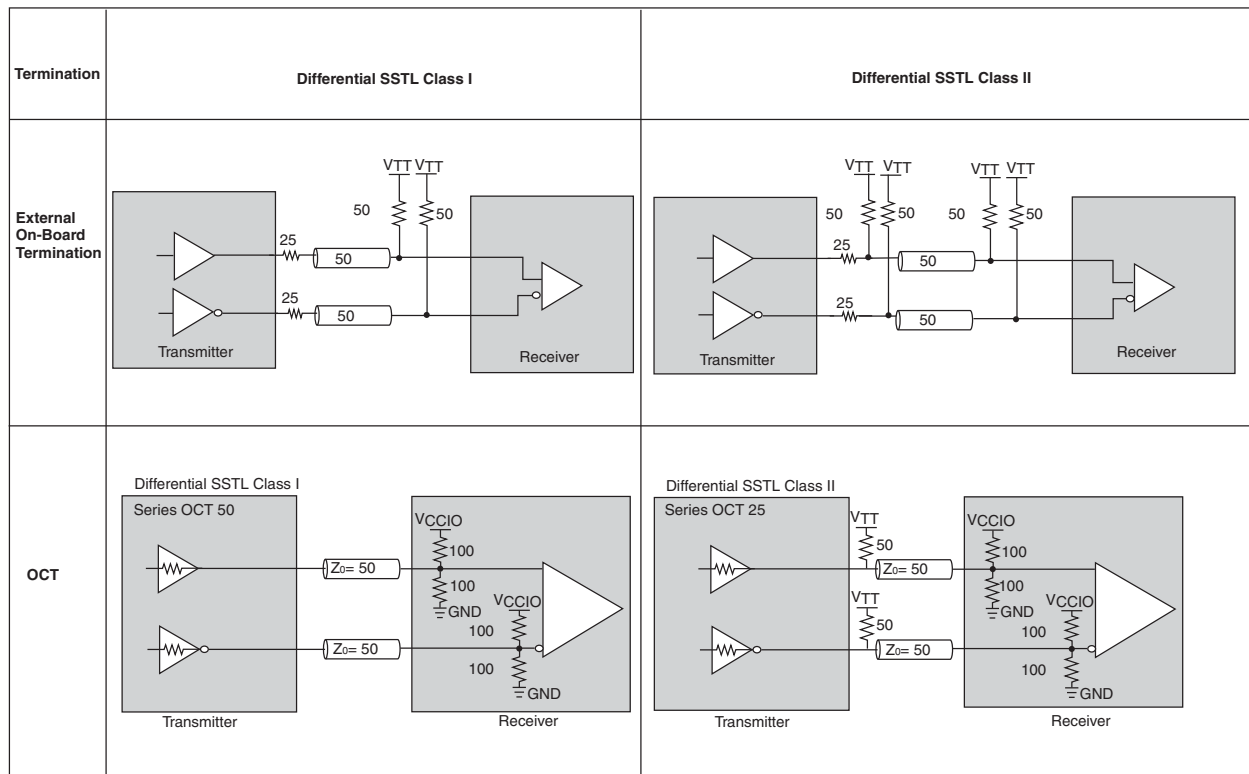 Termination
Differential SSTL Class I
Differential SSTL Class II
External
On-Board
Termination
VTT VTT
50
50
25
50
25
50
Transmitter
Receiver
VTT VTT
VTT VTT
50
50
50
50
25
50
25
50
Transmitter
Receiver
OCT
Differential SSTL Class I
Series OCT 50
VCCIO
100
Z0= 50
100
GND
VCCIO
100
Z0= 50
100
GND
Transmitter
Receiver
Differential SSTL Class II
Series OCT 25
VTT
50
VCCIO
100
Z0= 50
100
GND
VTT
50
VCCIO
100
Z0= 50
100
GND
Transmitter
Receiver